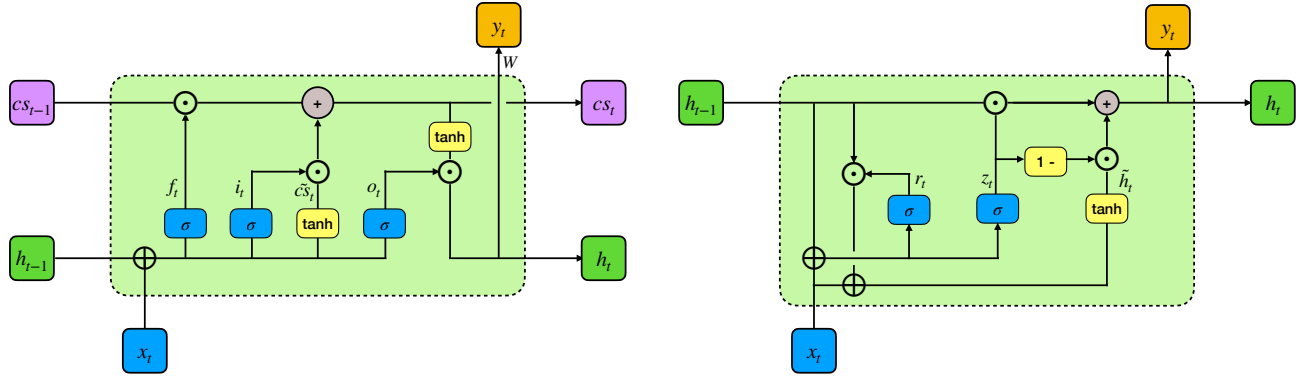 y_t
W
cs_{t−1}
+
cs_t
tanh
f_t
i_t
c̃s_t
o_t
σ
σ
tanh
σ
h_{t−1}
h_t
x_t
y_t
h_{t−1}
+
h_t
1 -
r_t
z_t
h̃_t
σ
σ
tanh
x_t